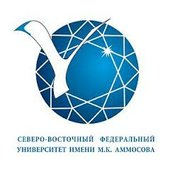 СЕВЕРО-ВОСТОЧНЫЙ ФЕДЕРАЛЬНЫЙ
УНИВЕРСИТЕТ ИМЕНИ М.К. АММОСОВА